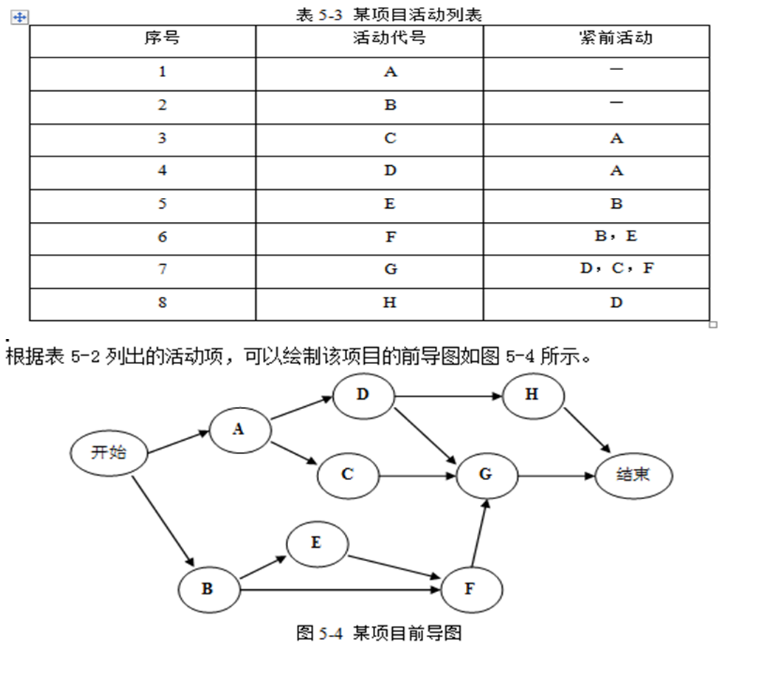 表 5-3 某项目活动列表
序号 活动代号 紧前活动
1 A —
2 B —
3 C A
4 D A
5 E B
6 F B，E
7 G D，C，F
8 H D
根据表 5-2 列出的活动项，可以绘制该项目的前导图如图 5-4 所示。
D H
A
开始
C G 结束
E
B F
图 5-4 某项目前导图